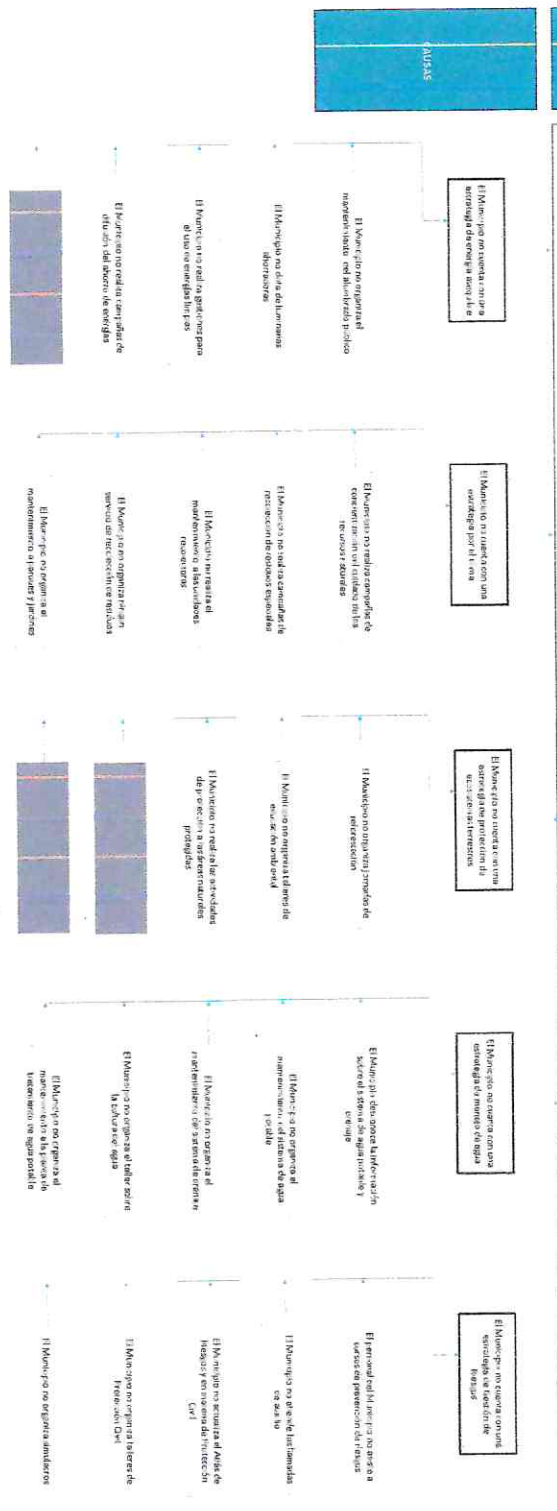 CAUSAS
El Municipio no cuenta con una
estrategia de energía asequible
El Municipio no organiza el
mantenimiento del alumbrado público
El Municipio no dota de luminarias
ahorradoras
El Municipio no realiza gestiones para
el uso de energías limpias
El Municipio no realiza campañas de
difusión del ahorro de energías
El Municipio no cuenta con una
estrategia por el clima
El Municipio no realiza campañas de
concientización del cuidado de los
recursos naturales
El Municipio no realiza campañas de
recolección de residuos especiales
El Municipio no realiza el
mantenimiento a las unidades
recolectoras
El Municipio no organiza ningún
servicio de recolección de residuos
El Municipio no organiza el
mantenimiento a parques y jardines
El Municipio no cuenta con una
estrategia de protección de
ecosistemas terrestres
El Municipio no organiza jornadas de
reforestación
El Municipio no organiza talleres de
educación ambiental
El Municipio no realiza las actividades
de protección a las áreas naturales
protegidas
El Municipio no cuenta con una
estrategia de manejo de agua
El Municipio desconoce la información
sobre el sistema de agua potable y
drenaje
El Municipio no organiza el
mantenimiento del sistema de agua
potable
El Municipio no organiza el
mantenimiento del sistema de drenaje
El Municipio no organiza el taller sobre
la cultura del agua
El Municipio no organiza el
mantenimiento a la planta de
tratamiento de agua potable
El Municipio no cuenta con una
estrategia de Gestión de
Riesgos
El personal del Municipio no asiste a
cursos de prevención de riesgos
El Municipio no atiende las llamadas
de auxilio
El Municipio no actualiza el Atlas de
Riesgos y en materia de Protección
Civil
El Municipio no organiza talleres de
Protección Civil
El Municipio no organiza simulacros